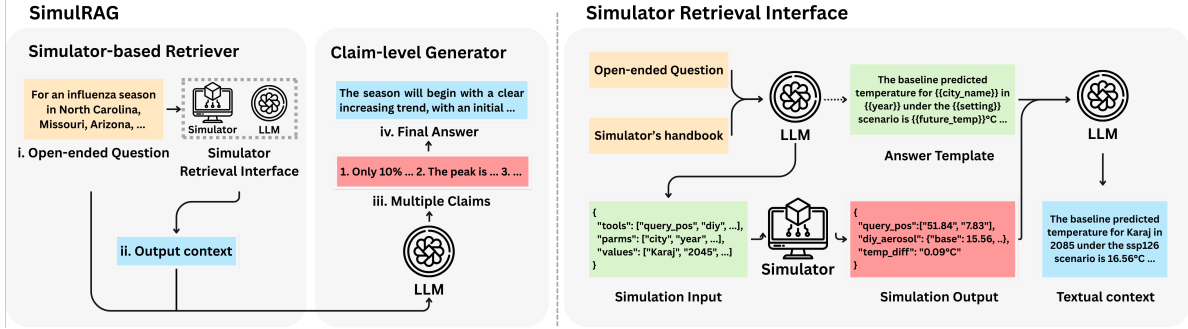 SimulRAG
Simulator-based Retriever
For an influenza season
in North Carolina,
Missouri, Arizona, ...
i. Open-ended Question
Simulator
LLM
Simulator
Retrieval Interface
ii. Output context
Claim-level Generator
The season will begin with a clear
increasing trend, with an initial ...
iv. Final Answer
1. Only 10% ... 2. The peak is ... 3. ...
iii. Multiple Claims
LLM
Simulator Retrieval Interface
Open-ended Question
Simulator's handbook
LLM
The baseline predicted
temperature for {{city_name}} in
{{year}} under the {{setting}}
scenario is {{future_temp}}°C ...
Answer Template
LLM
{
"tools": ["query_pos", "diy", ...],
"parms": ["city", "year", ...],
"values": ["Karaj", "2045", ...]
}
Simulation Input
Simulator
{
"query_pos":["51.84", "7.83"],
"diy_aerosol": {"base": 15.56, ..},
"temp_diff": "0.09°C"
}
Simulation Output
The baseline predicted
temperature for Karaj in
2085 under the ssp126
scenario is 16.56°C ...
Textual context